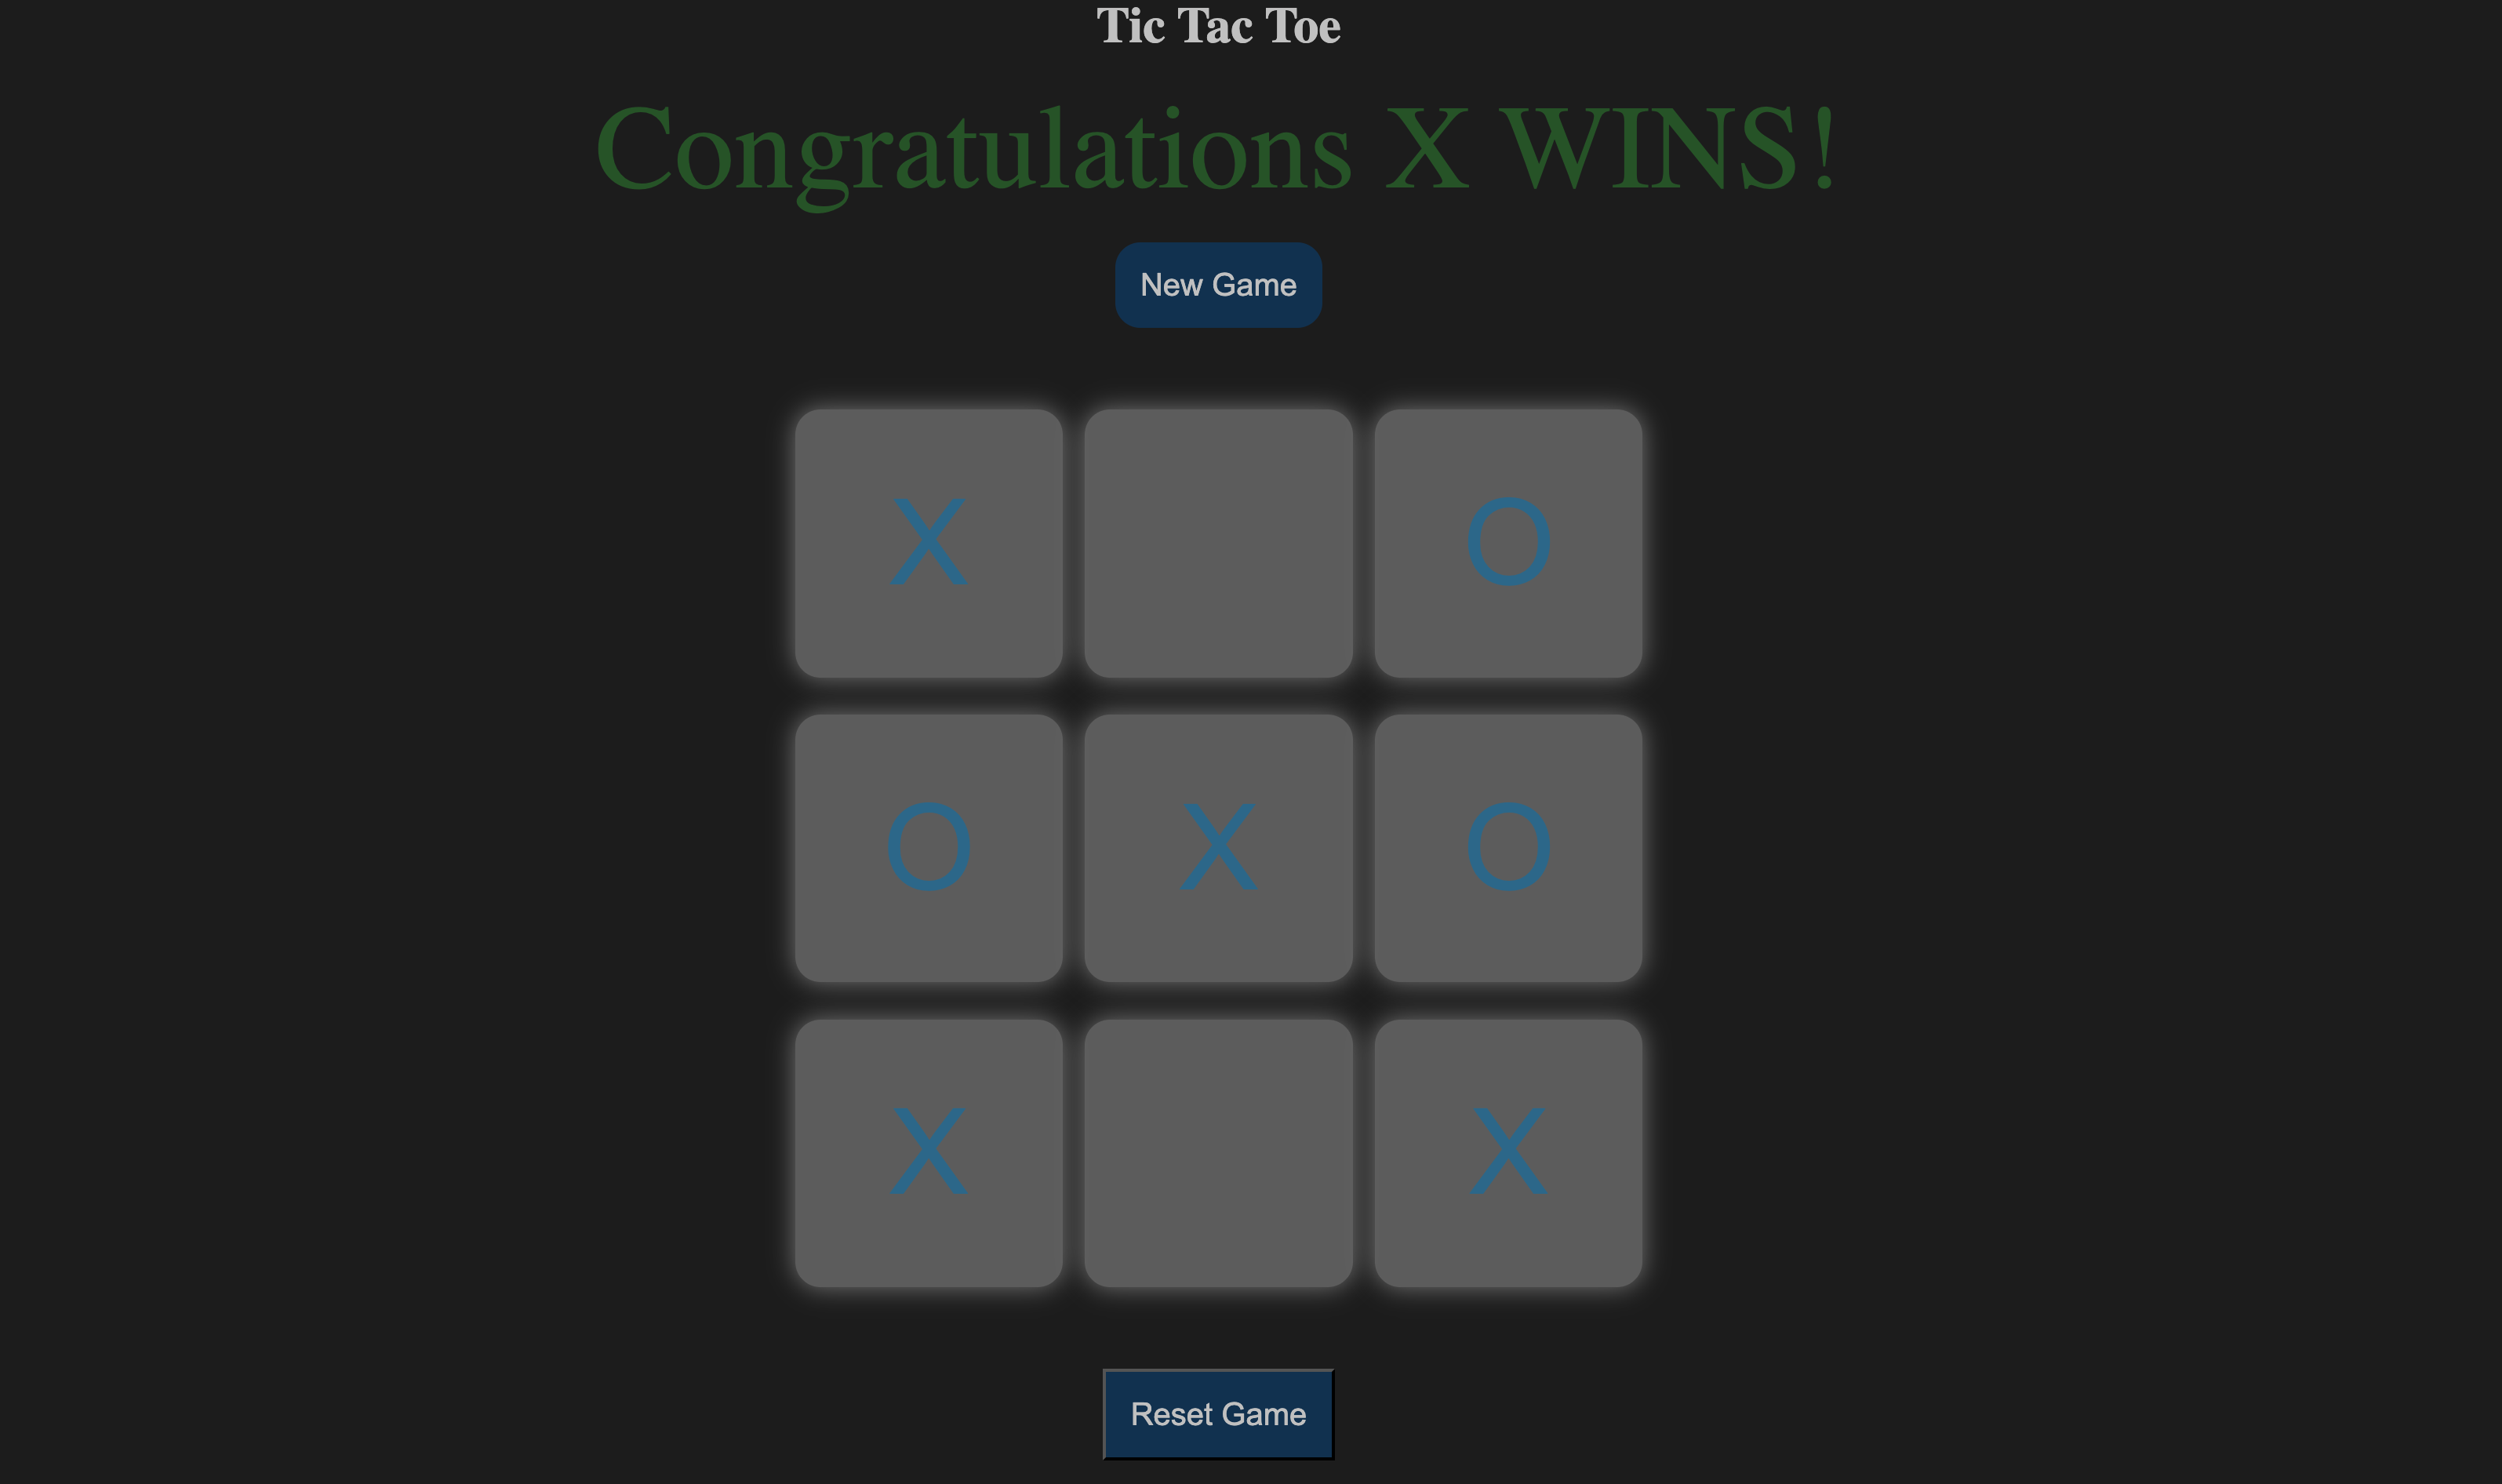 Tic Tac Toe
Congratulations X WINS!
New Game
X O
O X O
X X
Reset Game